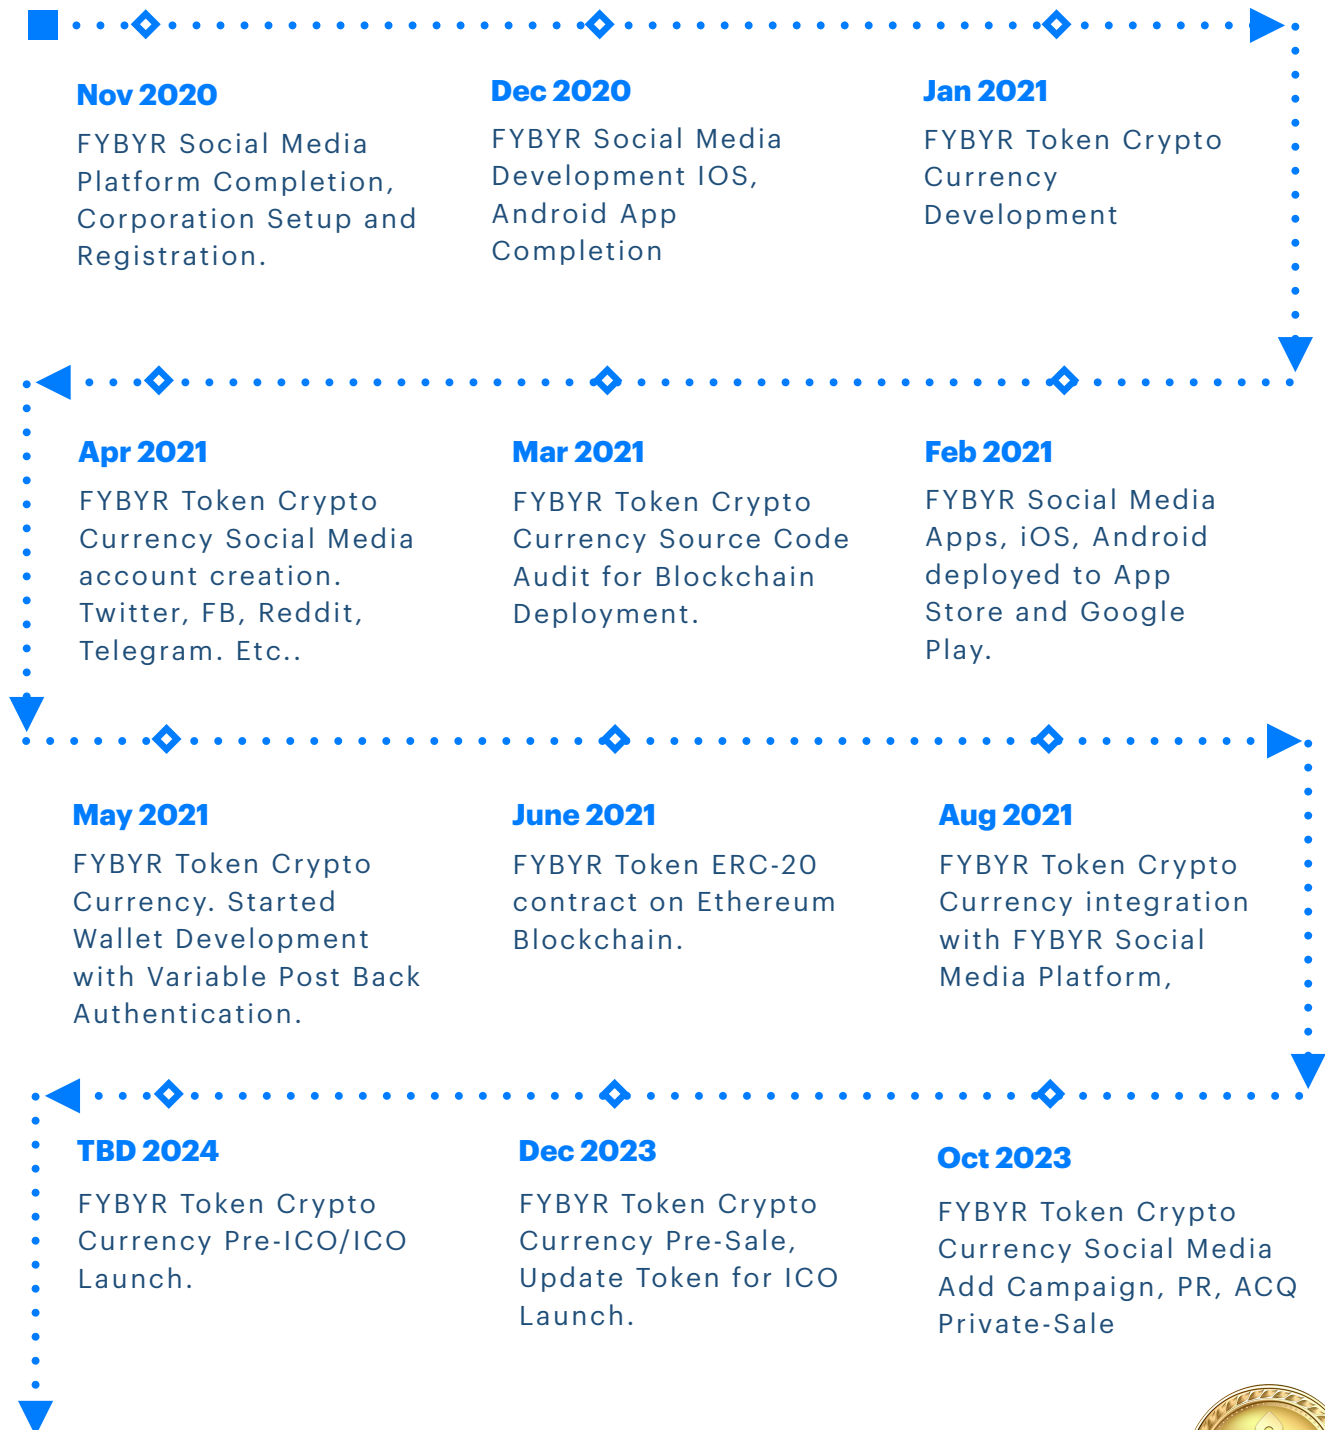 Nov 2020
FYBYR Social Media
Platform Completion,
Corporation Setup and
Registration.
Dec 2020
FYBYR Social Media
Development IOS,
Android App
Completion
Jan 2021
FYBYR Token Crypto
Currency
Development
Feb 2021
FYBYR Social Media
Apps, iOS, Android
deployed to App
Store and Google
Play.
Mar 2021
FYBYR Token Crypto
Currency Source Code
Audit for Blockchain
Deployment.
Apr 2021
FYBYR Token Crypto
Currency Social Media
account creation.
Twitter, FB, Reddit,
Telegram. Etc..
May 2021
FYBYR Token Crypto
Currency. Started
Wallet Development
with Variable Post Back
Authentication.
June 2021
FYBYR Token ERC-20
contract on Ethereum
Blockchain.
Aug 2021
FYBYR Token Crypto
Currency integration
with FYBYR Social
Media Platform,
Oct 2023
FYBYR Token Crypto
Currency Social Media
Add Campaign, PR, ACQ
Private-Sale
Dec 2023
FYBYR Token Crypto
Currency Pre-Sale,
Update Token for ICO
Launch.
TBD 2024
FYBYR Token Crypto
Currency Pre-ICO/ICO
Launch.